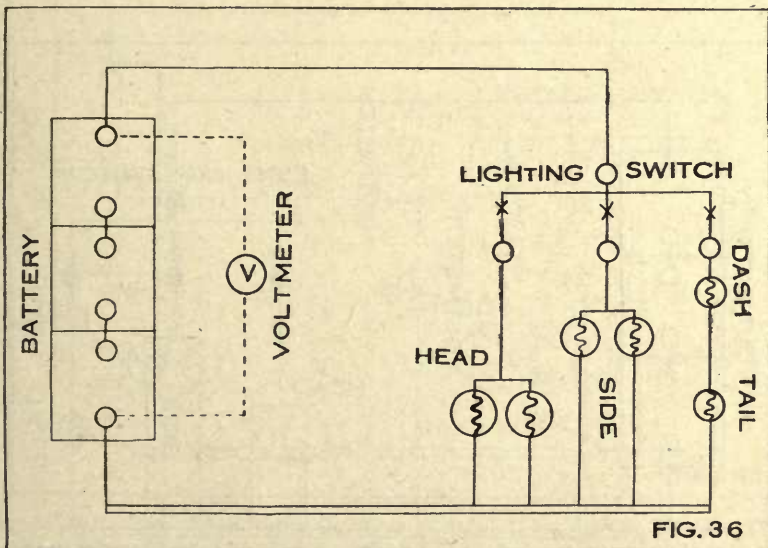 LIGHTING SWITCH
BATTERY
V
VOLTMETER
DASH
HEAD
SIDE
TAIL
FIG. 36